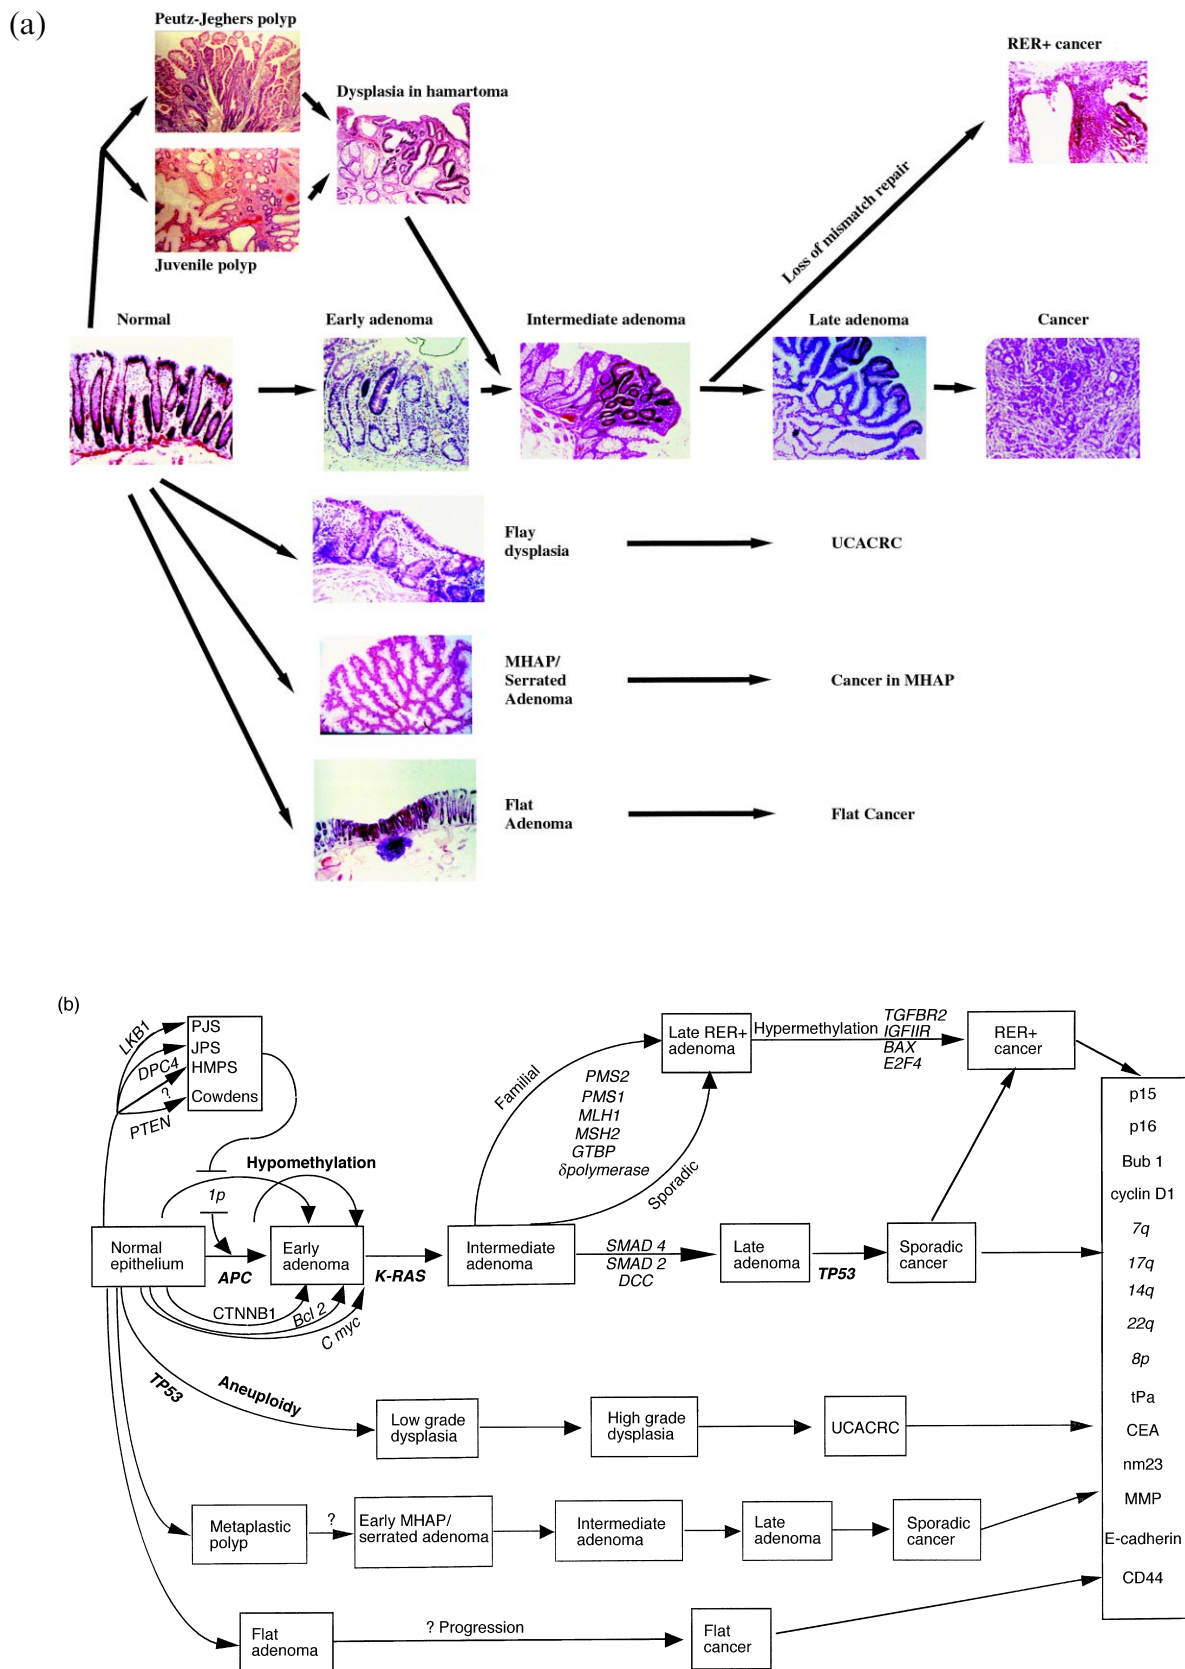 (a)
Peutz-Jeghers polyp
RER+ cancer
Dysplasia in hamartoma
Loss of mismatch repair
Juvenile polyp
Normal
Early adenoma
Intermediate adenoma
Late adenoma
Cancer
Flay
dysplasia
UCACRC
MHAP/
Serrated
Adenoma
Cancer in MHAP
Flat
Adenoma
Flat Cancer
(b)
LKB1
PJS
DPC4
JPS
?
HMPS
PTEN
Cowdens
Familial
Late RER+
adenoma
Hypermethylation
TGFBR2
IGFIIR
BAX
E2F4
RER+
cancer
PMS2
PMS1
MLH1
MSH2
GTBP
δpolymerase
Sporadic
Hypomethylation
1p
Normal
epithelium
APC
Early
adenoma
K-RAS
Intermediate
adenoma
SMAD 4
SMAD 2
DCC
Late
adenoma
TP53
Sporadic
cancer
CTNNB1
Bcl 2
C myc
TP53
Aneuploidy
Low grade
dysplasia
High grade
dysplasia
UCACRC
Metaplastic
polyp
?
Early MHAP/
serrated adenoma
Intermediate
adenoma
Late
adenoma
Sporadic
cancer
Flat
adenoma
? Progression
Flat
cancer
p15
p16
Bub 1
cyclin D1
7q
17q
14q
22q
8p
tPa
CEA
nm23
MMP
E-cadherin
CD44